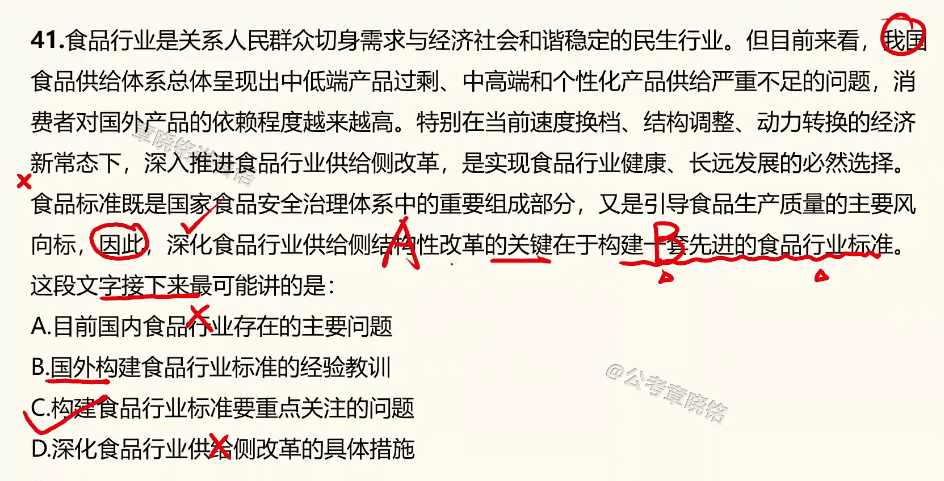 41.食品行业是关系人民群众切身需求与经济社会和谐稳定的民生行业。但目前来看，我国
食品供给体系总体呈现出中低端产品过剩、中高端和个性化产品供给严重不足的问题，消
费者对国外产品的依赖程度越来越高。特别在当前速度换档、结构调整、动力转换的经济
新常态下，深入推进食品行业供给侧改革，是实现食品行业健康、长远发展的必然选择。
食品标准既是国家食品安全治理体系中的重要组成部分，又是引导食品生产质量的主要风
向标，因此，深化食品行业供给侧结构性改革的关键在于构建一套先进的食品行业标准。
A
B
这段文字接下来最可能讲的是：
A.目前国内食品行业存在的主要问题
B.国外构建食品行业标准的经验教训
C.构建食品行业标准要重点关注的问题
D.深化食品行业供给侧改革的具体措施
@公考章晓铭